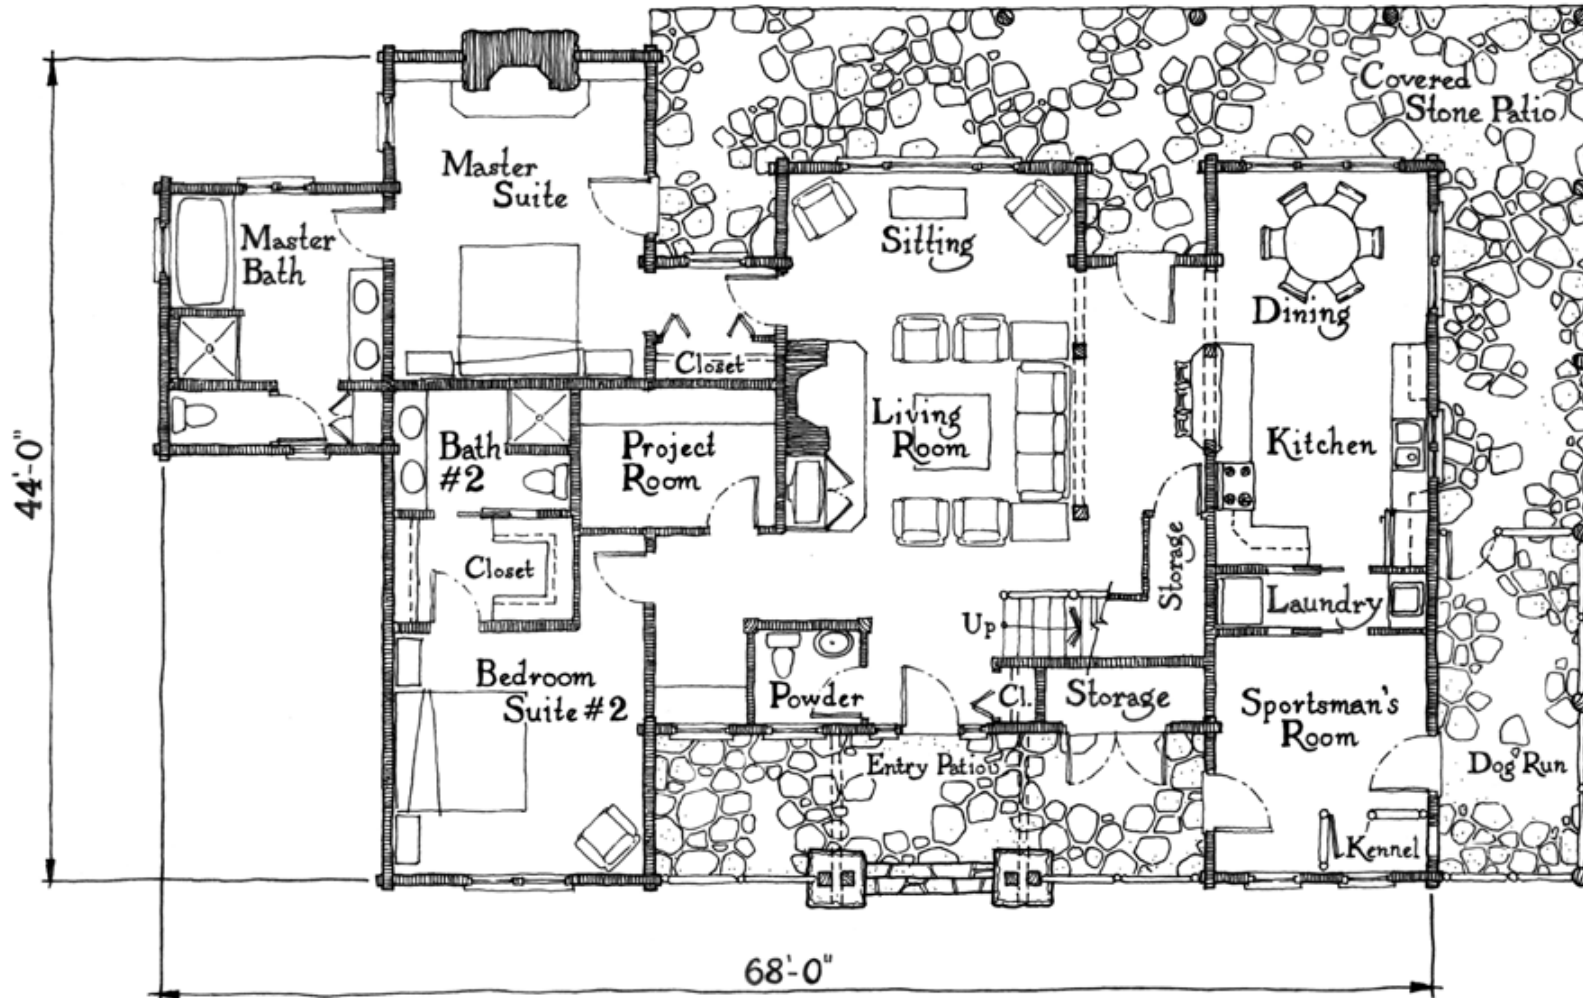 Covered
Stone Patio
Master
Suite
Master
Bath
Sitting
Dining
Closet
Living
Room
Bath
#2
Project
Room
Kitchen
44'-0"
Closet
Storage
Laundry
Up
Bedroom
Suite #2
Powder
Cl.
Storage
Sportsman's
Room
Entry Patio
Dog Run
Kennel
68'-0"